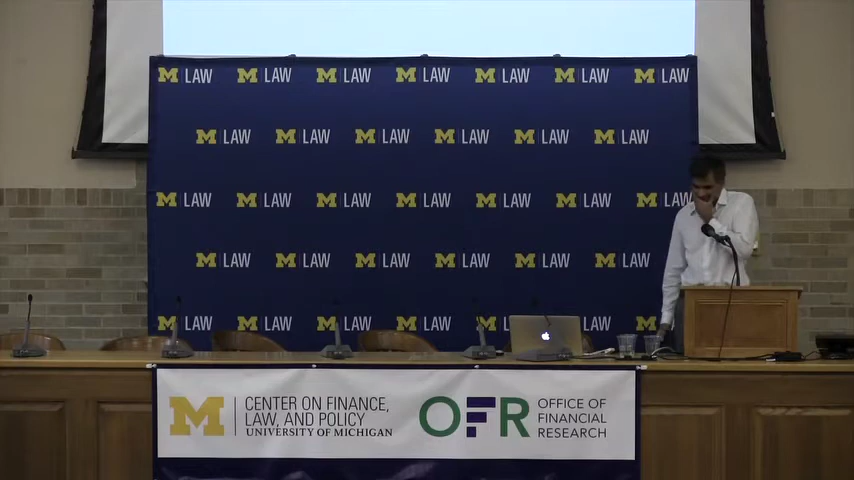 M LAW M LAW M LAW M LAW M LAW M LAW M LAW
M LAW M LAW M LAW M LAW M LAW M LAW
M LAW M LAW M LAW M LAW M LAW M LAW M LAW
M LAW M LAW M LAW M LAW M LAW M LAW
M LAW M LAW M LAW M LAW M LAW M
M CENTER ON FINANCE,
LAW, AND POLICY
UNIVERSITY OF MICHIGAN
OFR OFFICE OF
FINANCIAL
RESEARCH